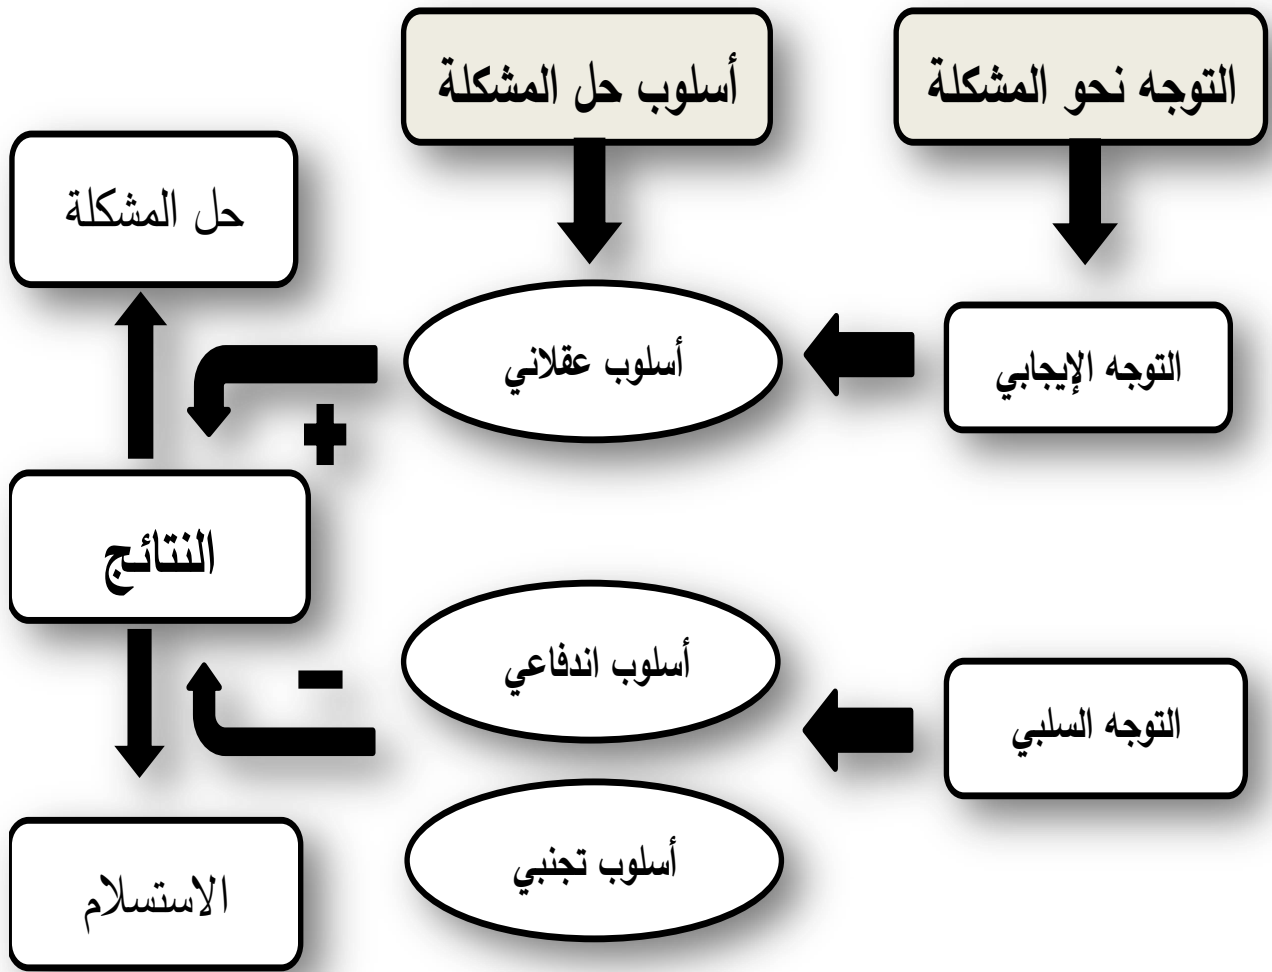 التوجه نحو المشكلة
أسلوب حل المشكلة
حل المشكلة
التوجه الإيجابي
أسلوب عقلاني
+
النتائج
أسلوب اندفاعي
-
التوجه السلبي
أسلوب تجنبي
الاستسلام